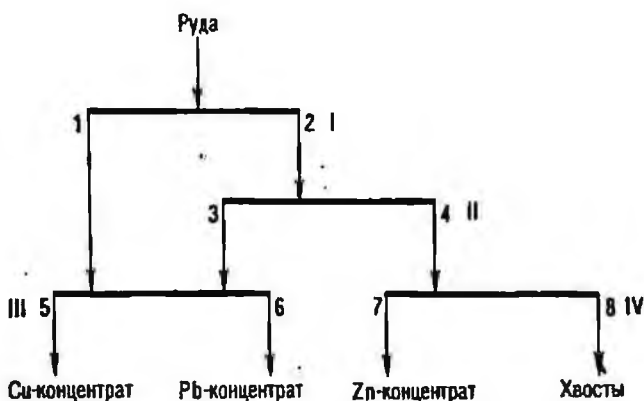 Руда
1 2 I
3 4 II
III 5 6 7 8 IV
Cu-концентрат Pb-концентрат Zn-концентрат Хвосты